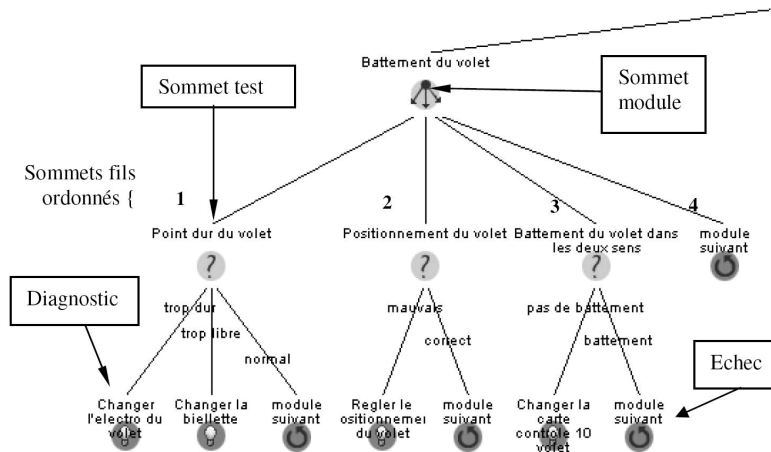 Battement du volet
Sommet test
Sommet
module
Sommets fils
ordonnés {
1
2
3
4
Point dur du volet
Positionnement du volet
Battement du volet dans
les deux sens
module
suivant
?
?
?
Diagnostic
trop dur
trop libre
normal
mauvais
correct
pas de battement
battement
Echec
Changer
l'electro du
volet
Changer la
biellette
module
suivant
Regler le
ositionnemer
du volet
module
suivant
Changer la
carte
controle 10
volet
module
suivant